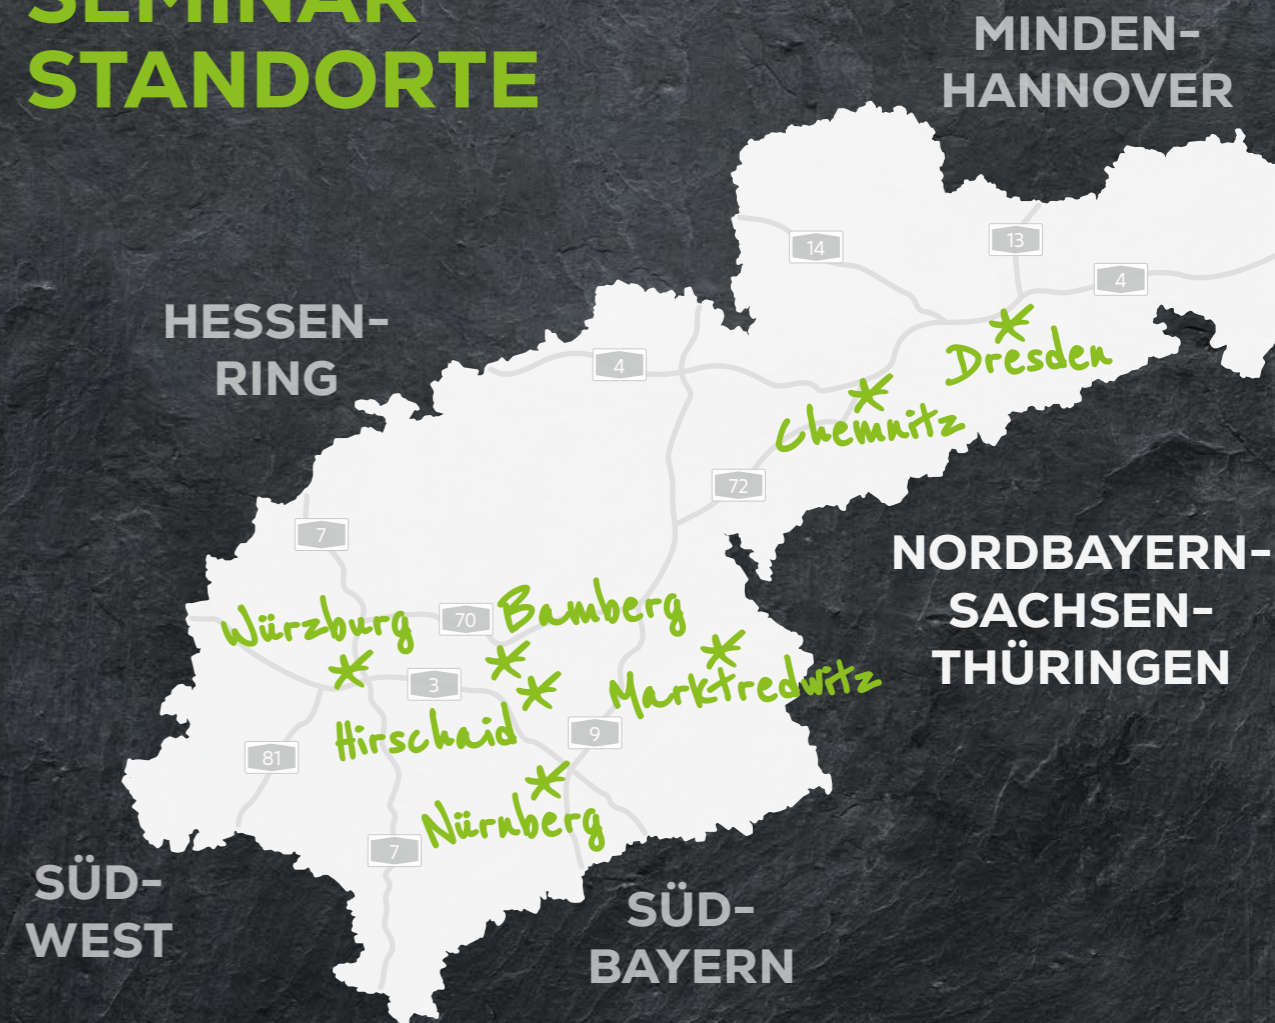 SEMINAR
STANDORTE
MINDEN-
HANNOVER
14
13
4
HESSEN-
RING
4
Dresden
Chemnitz
72
7
NORDBAYERN-
SACHSEN-
THÜRINGEN
Würzburg
70
Bamberg
3
Marktredwitz
Hirschaid
9
81
Nürnberg
7
SÜD-
WEST
SÜD-
BAYERN